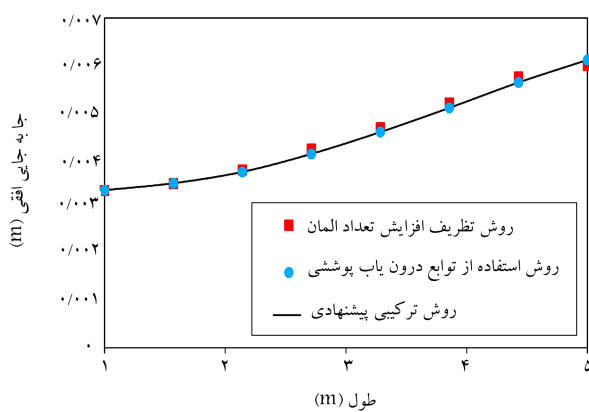 ۰/۰۰۷
۰/۰۰۶
۰/۰۰۵
۰/۰۰۴
۰/۰۰۳
۰/۰۰۲
۰/۰۰۱
۰
جا به جایی افقی (m)
روش تظریف افزایش تعداد المان
روش استفاده از توابع درون یاب پوششی
روش ترکیبی پیشنهادی
۱
۲
۳
۴
۵
طول (m)